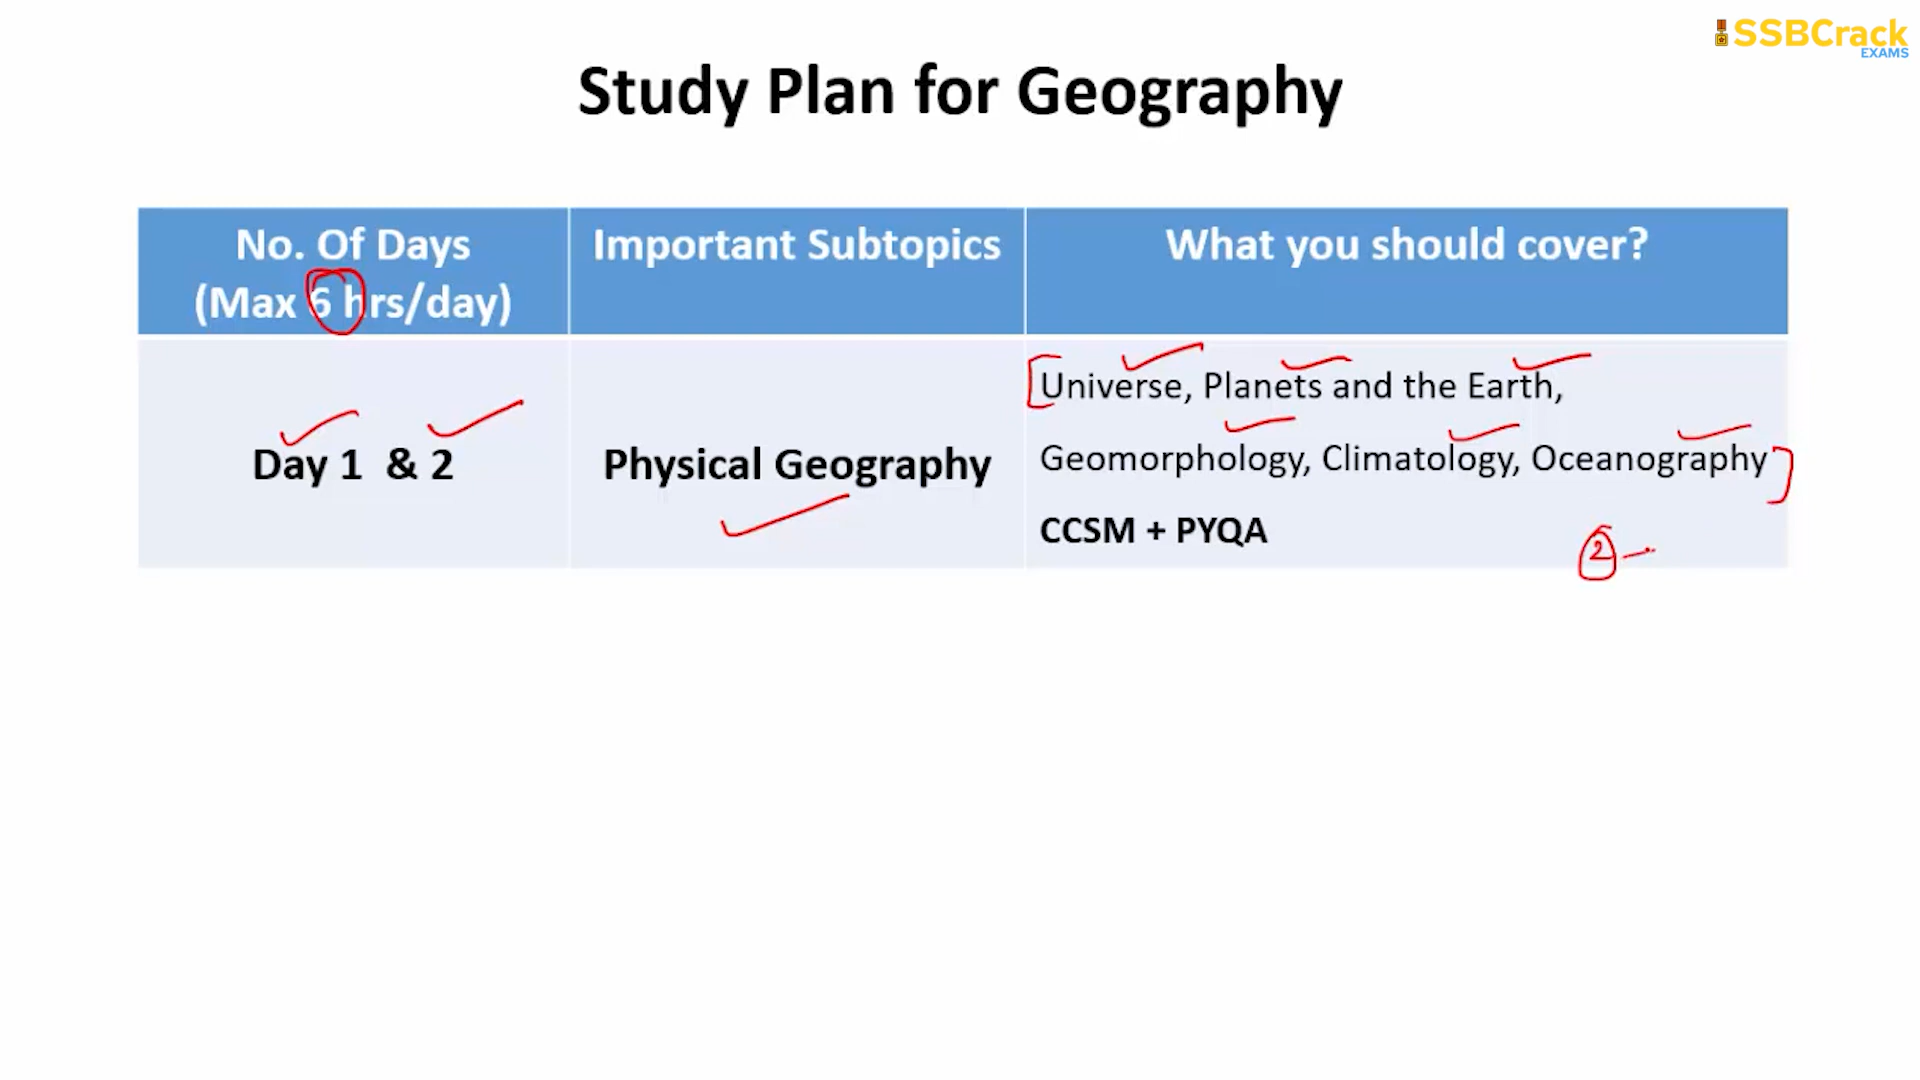 SSBCrack
EXAMS
Study Plan for Geography
No. Of Days
(Max 6 hrs/day)
Important Subtopics
What you should cover?
Day 1 & 2
Physical Geography
Universe, Planets and the Earth,
Geomorphology, Climatology, Oceanography
CCSM + PYQA
2 -